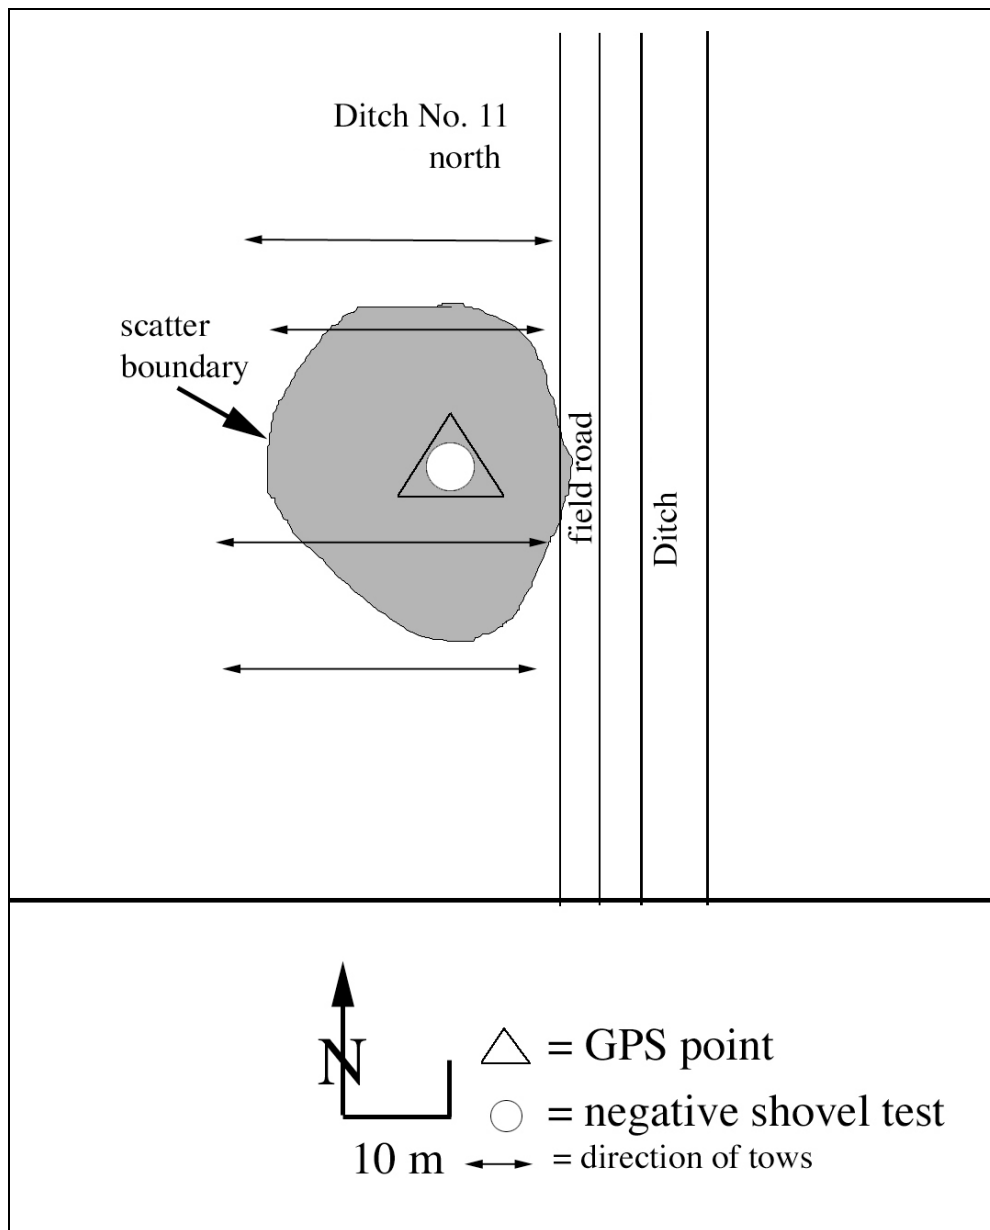 Ditch No. 11
north
scatter
boundary
field road
Ditch
N
= GPS point
= negative shovel test
10 m
= direction of tows